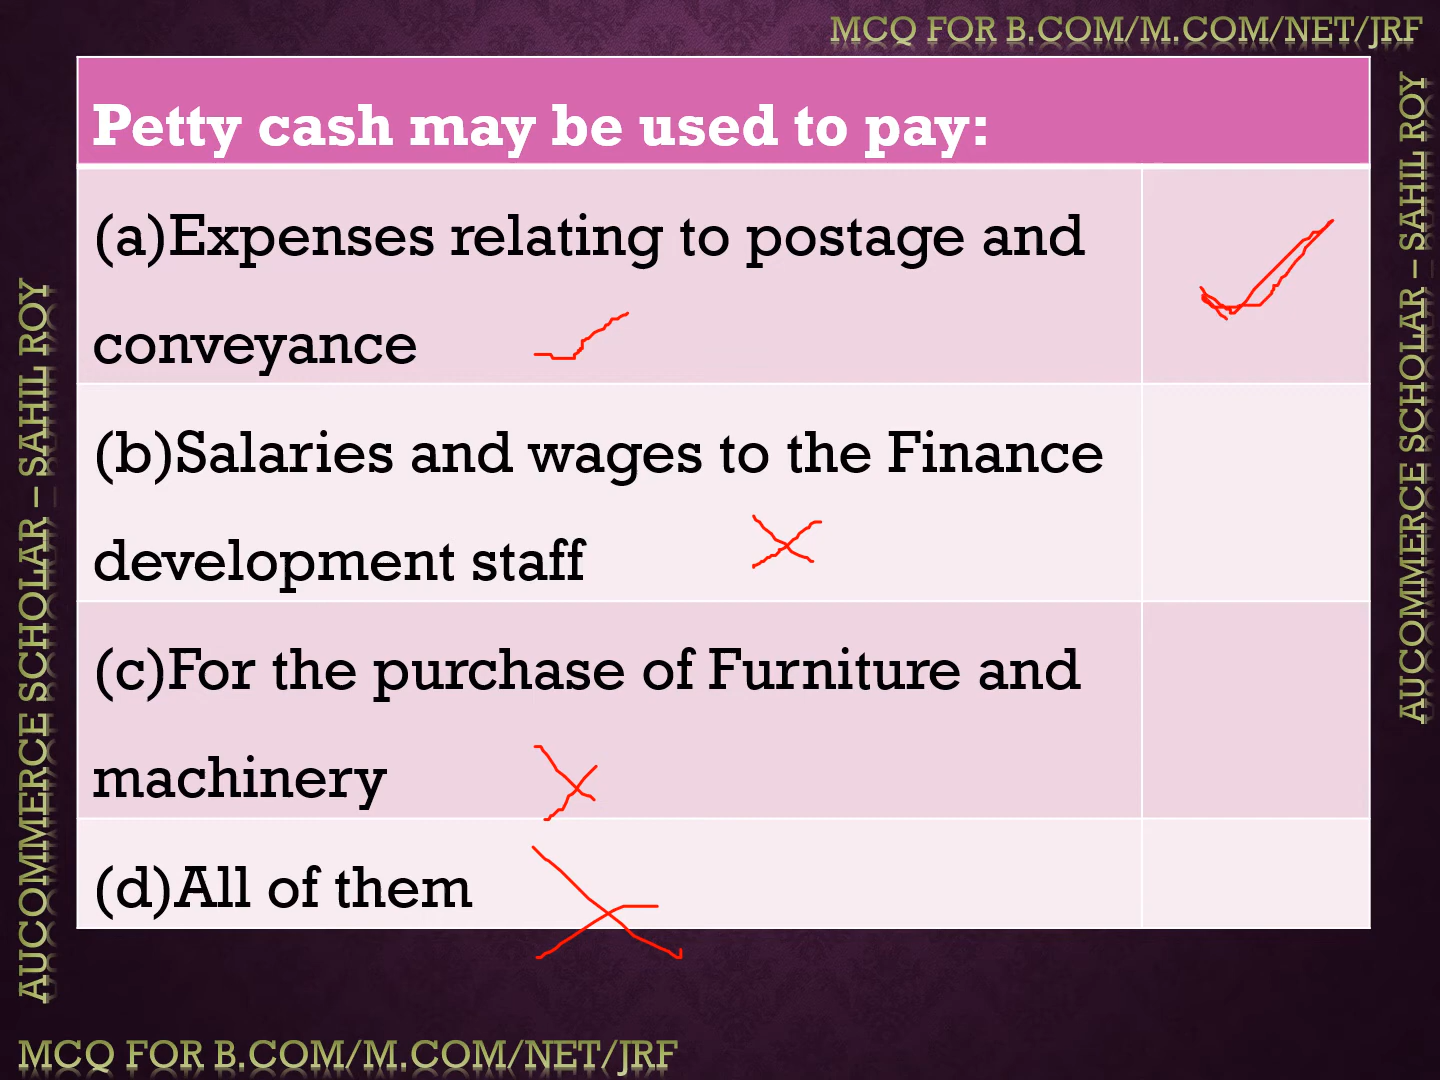 MCQ FOR B.COM/M.COM/NET/JRF
Petty cash may be used to pay:
(a)Expenses relating to postage and
conveyance
(b)Salaries and wages to the Finance
development staff
(c)For the purchase of Furniture and
machinery
(d)All of them
AUCOMMERCE SCHOLAR – SAHIL ROY
AUCOMMERCE SCHOLAR – SAHIL ROY
MCQ FOR B.COM/M.COM/NET/JRF